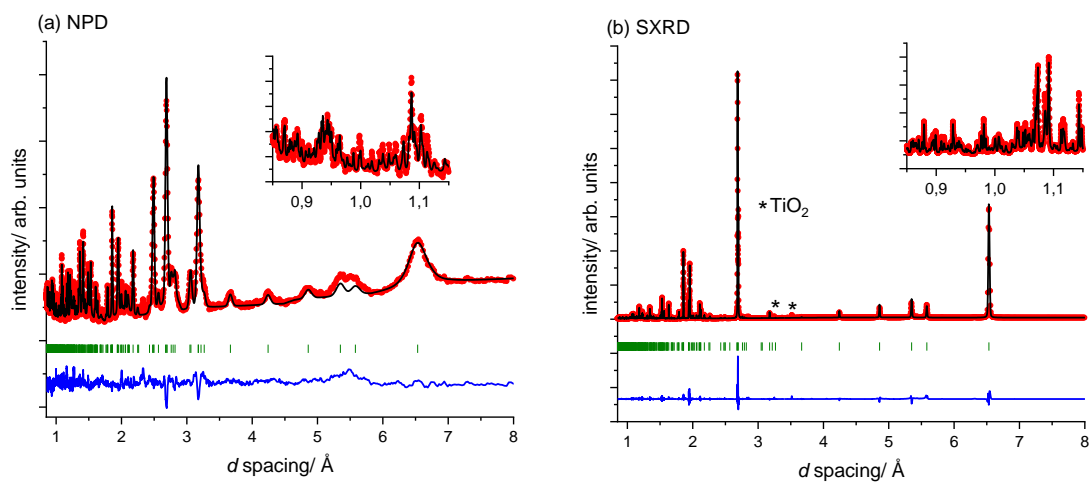 (a) NPD
intensity/ arb. units
0,9 1,0 1,1
1 2 3 4 5 6 7 8
d spacing/ Å
(b) SXRD
intensity/ arb. units
*TiO₂
* *
0,9 1,0 1,1
1 2 3 4 5 6 7 8
d spacing/ Å